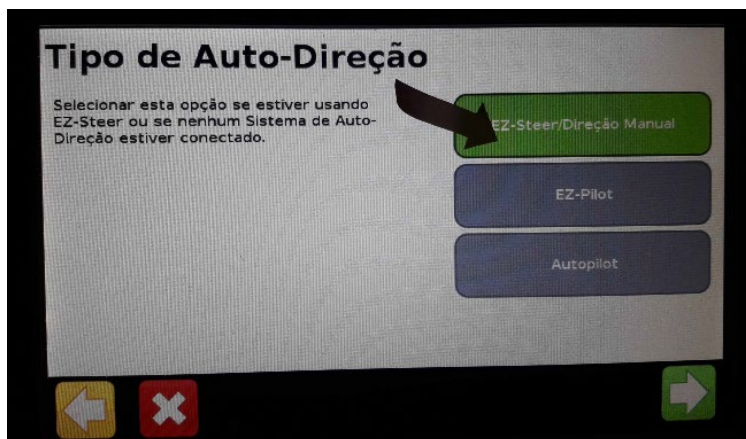 Tipo de Auto-Direção
Selecionar esta opção se estiver usando
EZ-Steer ou se nenhum Sistema de Auto-
Direção estiver conectado.
EZ-Steer/Direção Manual
EZ-Pilot
Autopilot